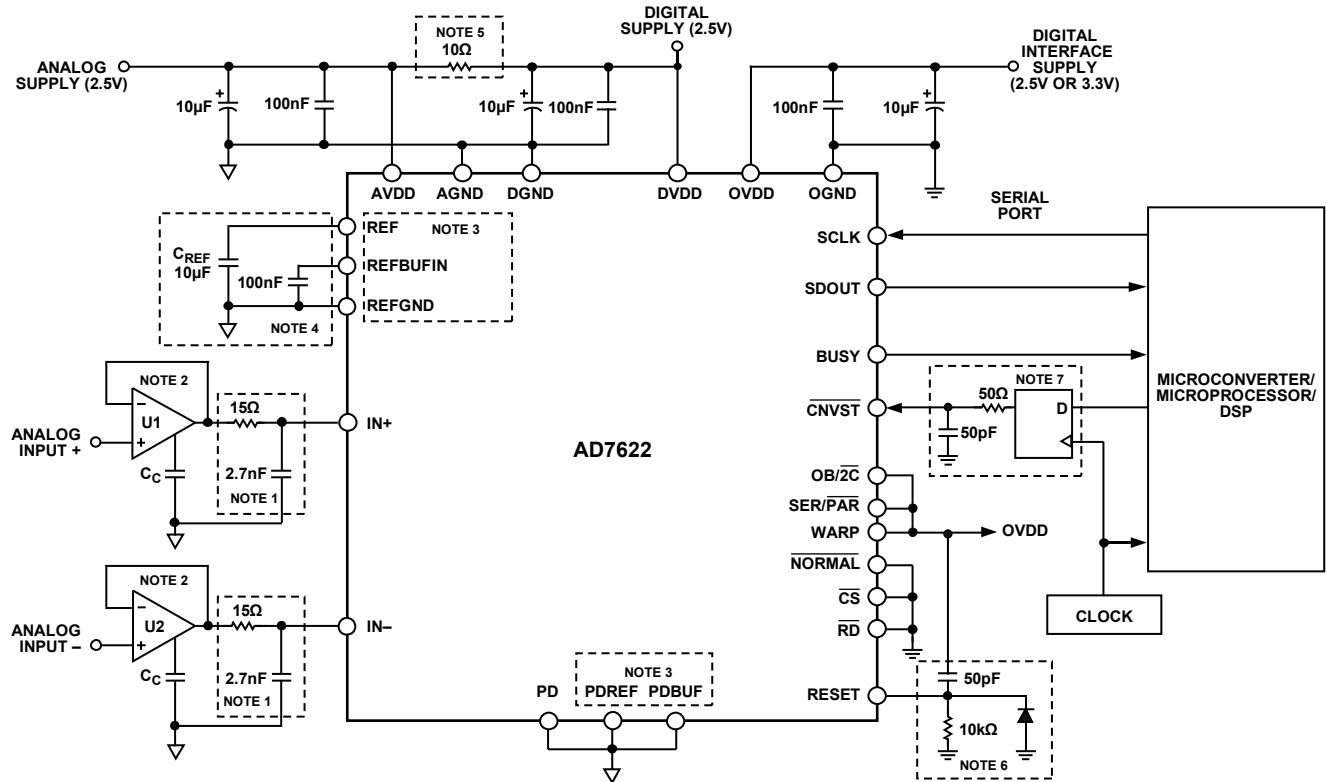 NOTE 5
10Ω
DIGITAL
SUPPLY (2.5V)
DIGITAL
INTERFACE
SUPPLY
(2.5V OR 3.3V)
ANALOG
SUPPLY (2.5V)
10µF
+
100nF
10µF
+
100nF
100nF
10µF
+
AVDD
AGND
DGND
DVDD
OVDD
OGND
SERIAL
PORT
REF
NOTE 3
REFBUFIN
REFGND
CREF
10µF
100nF
NOTE 4
SCLK
SDOUT
BUSY
CNVST
NOTE 7
50Ω
D
50pF
MICROCONVERTER/
MICROPROCESSOR/
DSP
NOTE 2
–
U1
+
ANALOG
INPUT +
CC
15Ω
2.7nF
NOTE 1
IN+
AD7622
OB/2C
SER/PAR
WARP
OVDD
NORMAL
CS
RD
CLOCK
NOTE 2
–
U2
+
ANALOG
INPUT –
CC
15Ω
2.7nF
NOTE 1
IN–
NOTE 3
PD
PDREF
PDBUF
RESET
50pF
10kΩ
NOTE 6